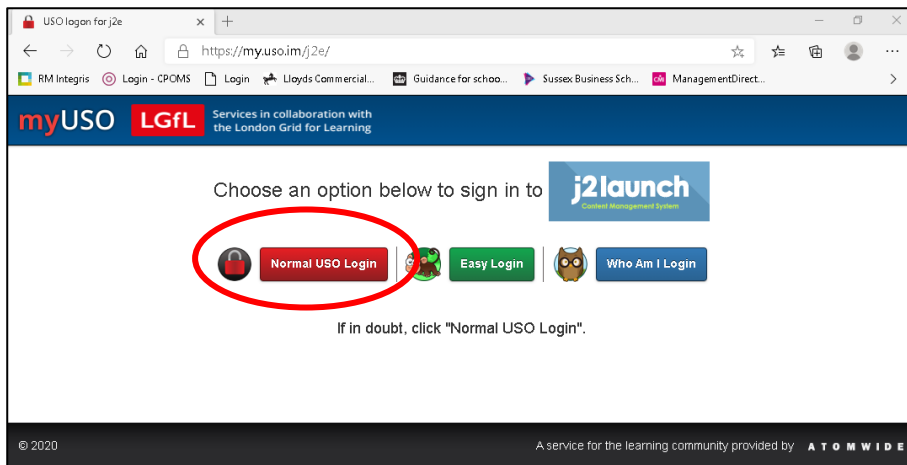 USO logon for j2e
https://my.uso.im/j2e/
RM Integris Login - CPOMS Login Lloyds Commercial... Guidance for schoo... Sussex Business Sch... cmi ManagementDirect...
myUSO LGfL Services in collaboration with
the London Grid for Learning
Choose an option below to sign in to j2launch
Content Management System
Normal USO Login Easy Login Who Am I Login
If in doubt, click "Normal USO Login".
© 2020 A service for the learning community provided by ATOMWIDE